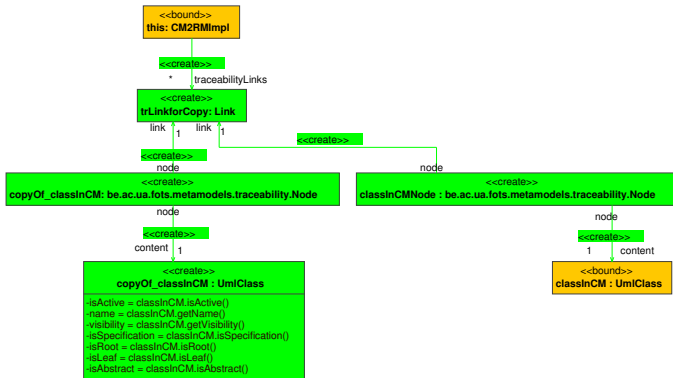 <<bound>>
this: CM2RMImpl
<<create>>
* traceabilityLinks
<<create>>
trLinkforCopy: Link
link 1 link 1
<<create>>
<<create>>
node node
<<create>>
copyOf_classInCM: be.ac.ua.fots.metamodels.traceability.Node
<<create>>
classInCMNode : be.ac.ua.fots.metamodels.traceability.Node
node
node
<<create>>
<<create>>
content 1
1 content
<<create>>
copyOf_classInCM : UmlClass
<<bound>>
classInCM : UmlClass
-isActive = classInCM.isActive()
-name = classInCM.getName()
-visibility = classInCM.getVisibility()
-isSpecification = classInCM.isSpecification()
-isRoot = classInCM.isRoot()
-isLeaf = classInCM.isLeaf()
-isAbstract = classInCM.isAbstract()